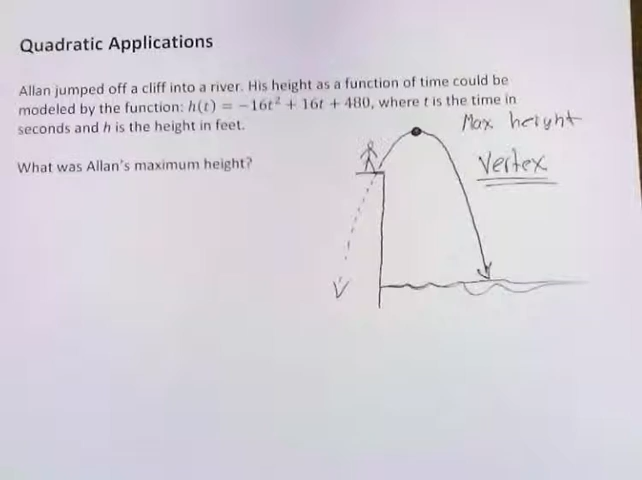 Quadratic Applications
Allan jumped off a cliff into a river. His height as a function of time could be
modeled by the function: h(t) = −16t² + 16t + 480, where t is the time in
seconds and h is the height in feet.
Max height
What was Allan's maximum height?
Vertex